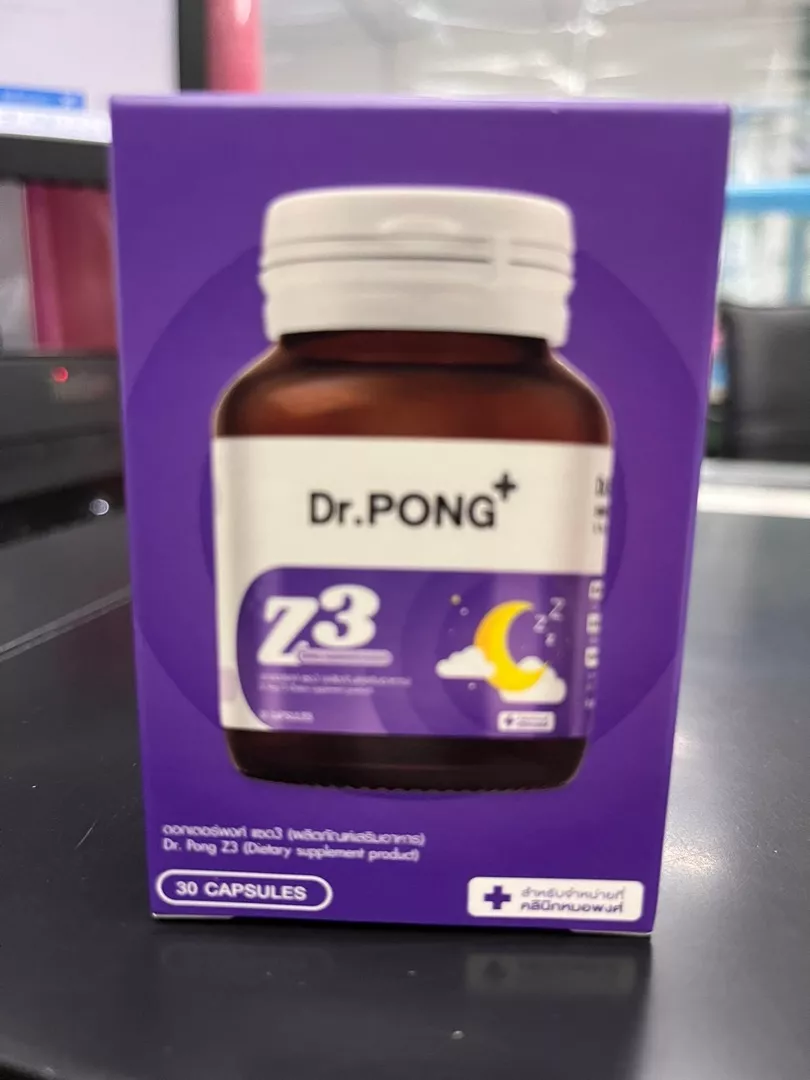 Dr.PONG+
Z3
Z Z Z
CAPSULES
ดอกเตอร์พงศ์ แซด3 (ผลิตภัณฑ์เสริมอาหาร)
Dr. Pong Z3 (Dietary supplement product)
30 CAPSULES
สำหรับจำหน่ายที่
คลินิกหมอพงศ์